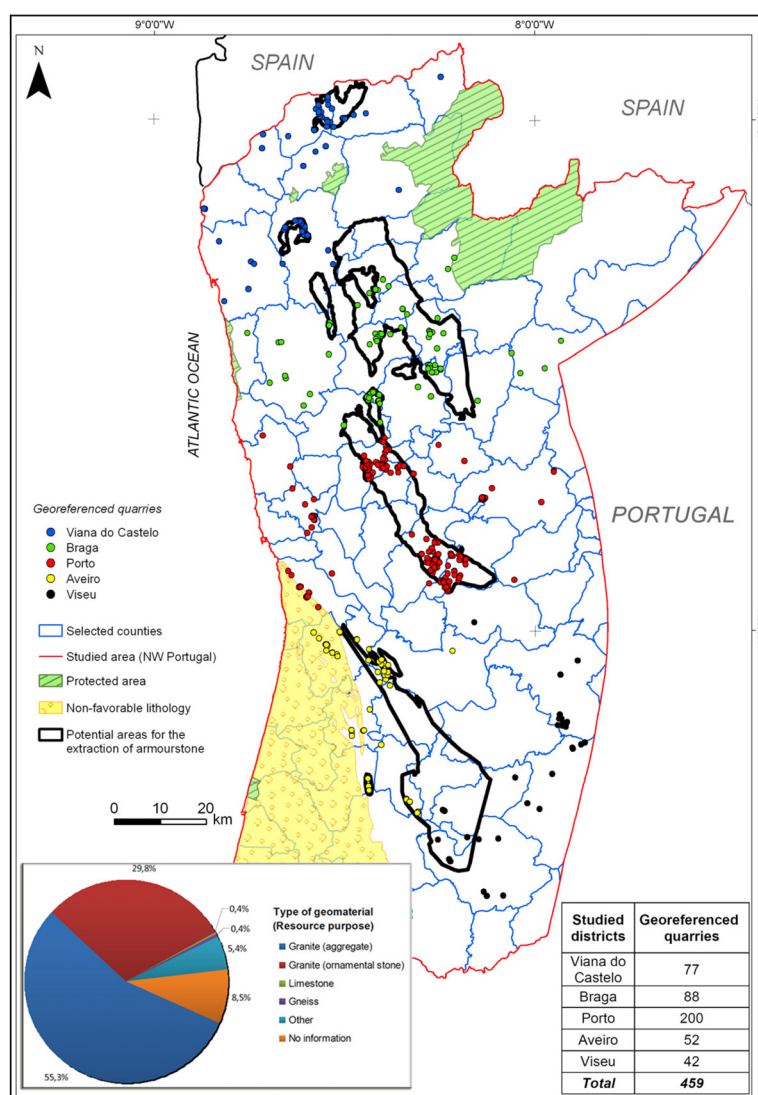 9°0'0"W
8°0'0"W
N
SPAIN
SPAIN
ATLANTIC OCEAN
PORTUGAL
Georeferenced quarries
Viana do Castelo
Braga
Porto
Aveiro
Viseu
Selected counties
Studied area (NW Portugal)
Protected area
Non-favorable lithology
Potential areas for the
extraction of armourstone
0 10 20
km
29,8%
0,4%
0,4%
5,4%
8,5%
55,3%
Type of geomaterial
(Resource purpose)
Granite (aggregate)
Granite (ornamental stone)
Limestone
Gneiss
Other
No information
Studied
districts
Georeferenced
quarries
Viana do
Castelo
77
Braga 88
Porto 200
Aveiro 52
Viseu 42
Total 459